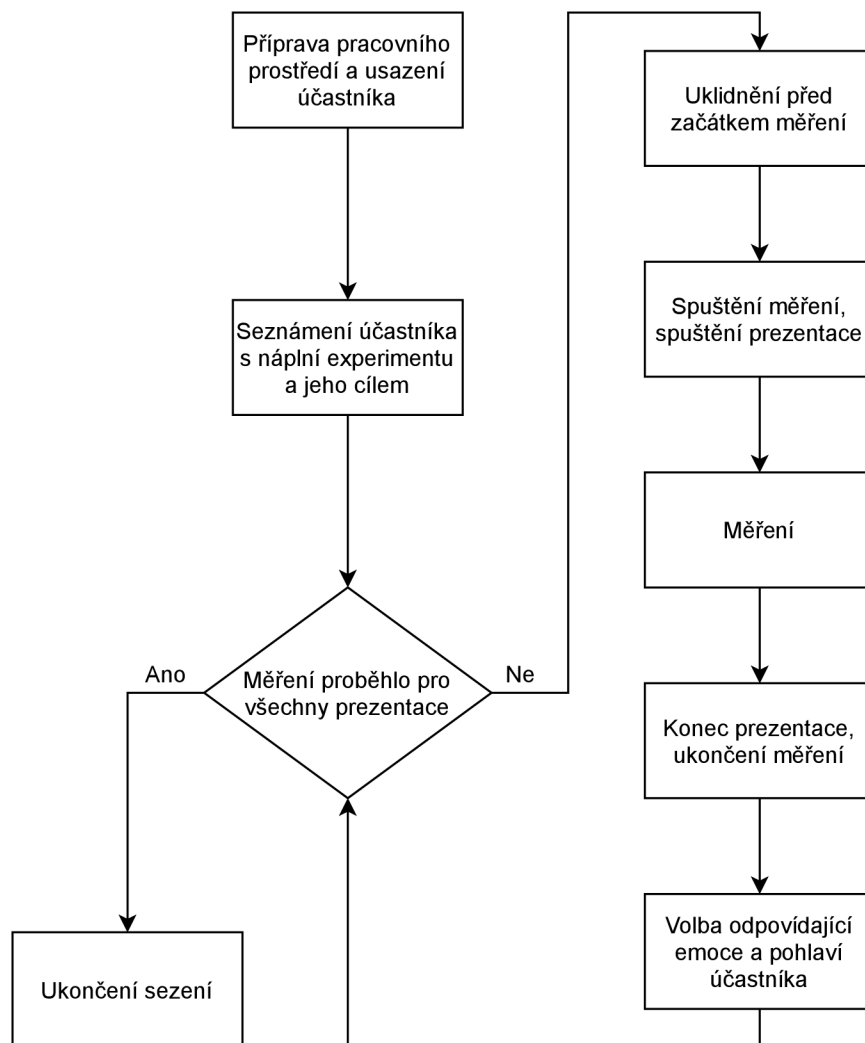 Příprava pracovního
prostředí a usazení
účastníka
Seznámení účastníka
s náplní experimentu
a jeho cílem
Měření proběhlo pro
všechny prezentace
Ano
Ne
Ukončení sezení
Uklidnění před
začátkem měření
Spuštění měření,
spuštění prezentace
Měření
Konec prezentace,
ukončení měření
Volba odpovídající
emoce a pohlaví
účastníka